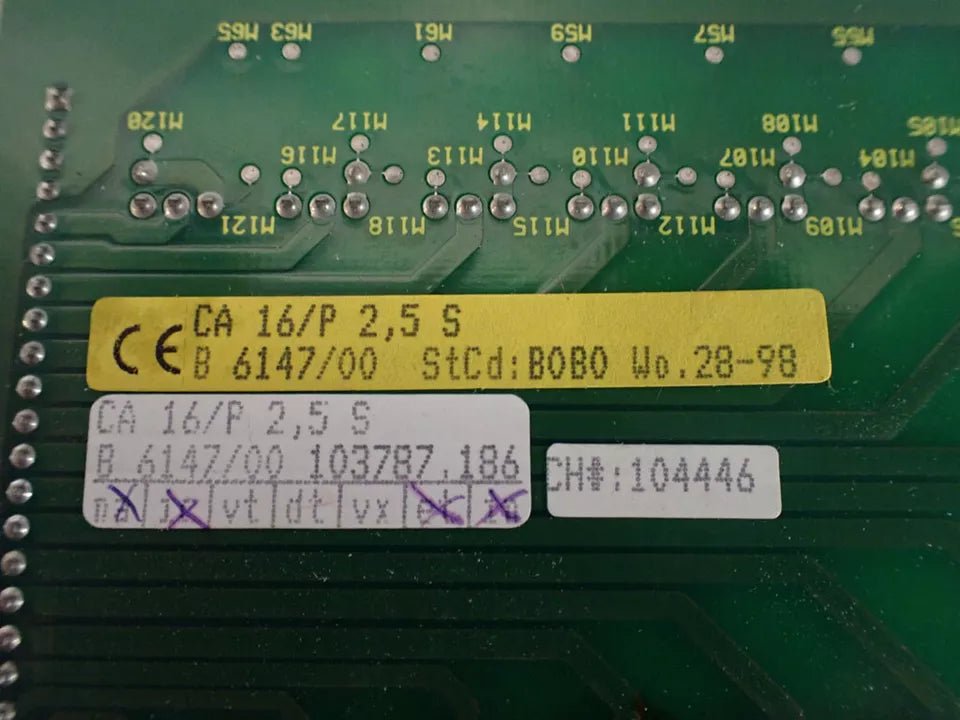 M65 M63 M61 M59 M57 M55
M120 M117 M114 M111 M108 M105
M116 M113 M110 M107 M104
M121 M118 M115 M112 M109
CE CA 16/P 2,5 S
B 6147/00 StCd:B0B0 Wo.28-98
CA 16/P 2,5 S
B 6147/00 103787.186
vt dt vx
CH#:104446